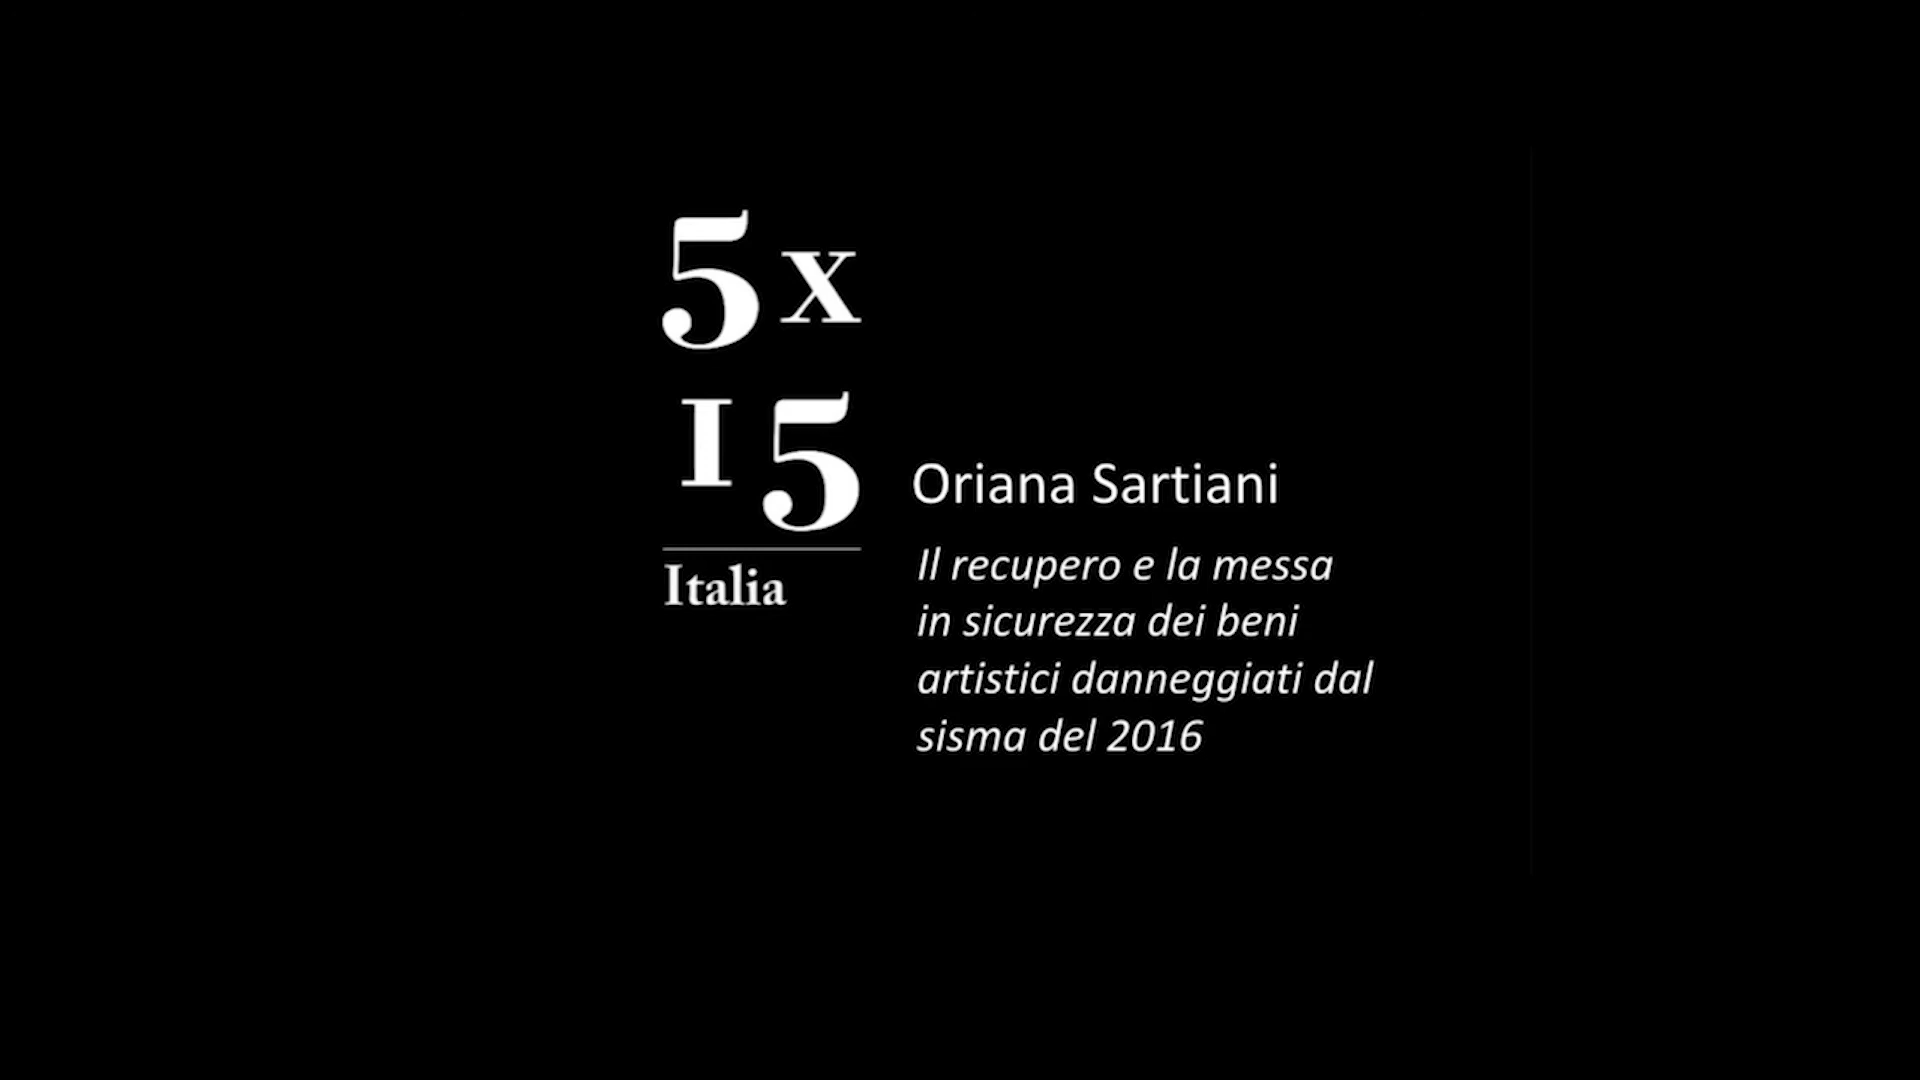 5x
15
Italia
Oriana Sartiani
Il recupero e la messa
in sicurezza dei beni
artistici danneggiati dal
sisma del 2016